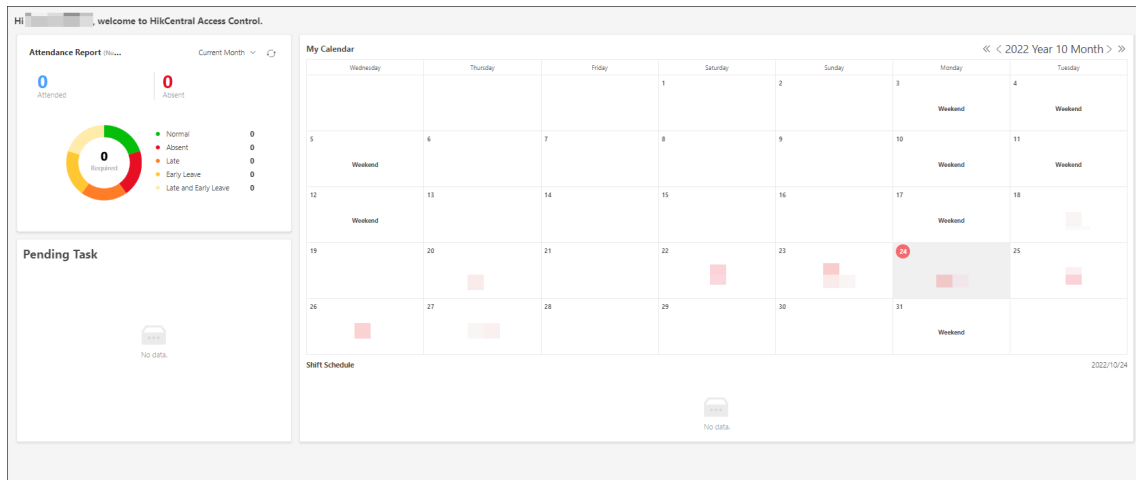 Hi , welcome to HikCentral Access Control.
Attendance Report (No...
Current Month
0
Attended
0
Absent
0
Required
Normal 0
Absent 0
Late 0
Early Leave 0
Late and Early Leave 0
Pending Task
No data.
My Calendar
« < 2022 Year 10 Month > »
Wednesday Thursday Friday Saturday Sunday Monday Tuesday
1 2 3 4
Weekend Weekend
5 6 7 8 9 10 11
Weekend Weekend Weekend
12 13 14 15 16 17 18
Weekend Weekend
19 20 21 22 23 24 25
26 27 28 29 30 31
Weekend
Shift Schedule 2022/10/24
No data.